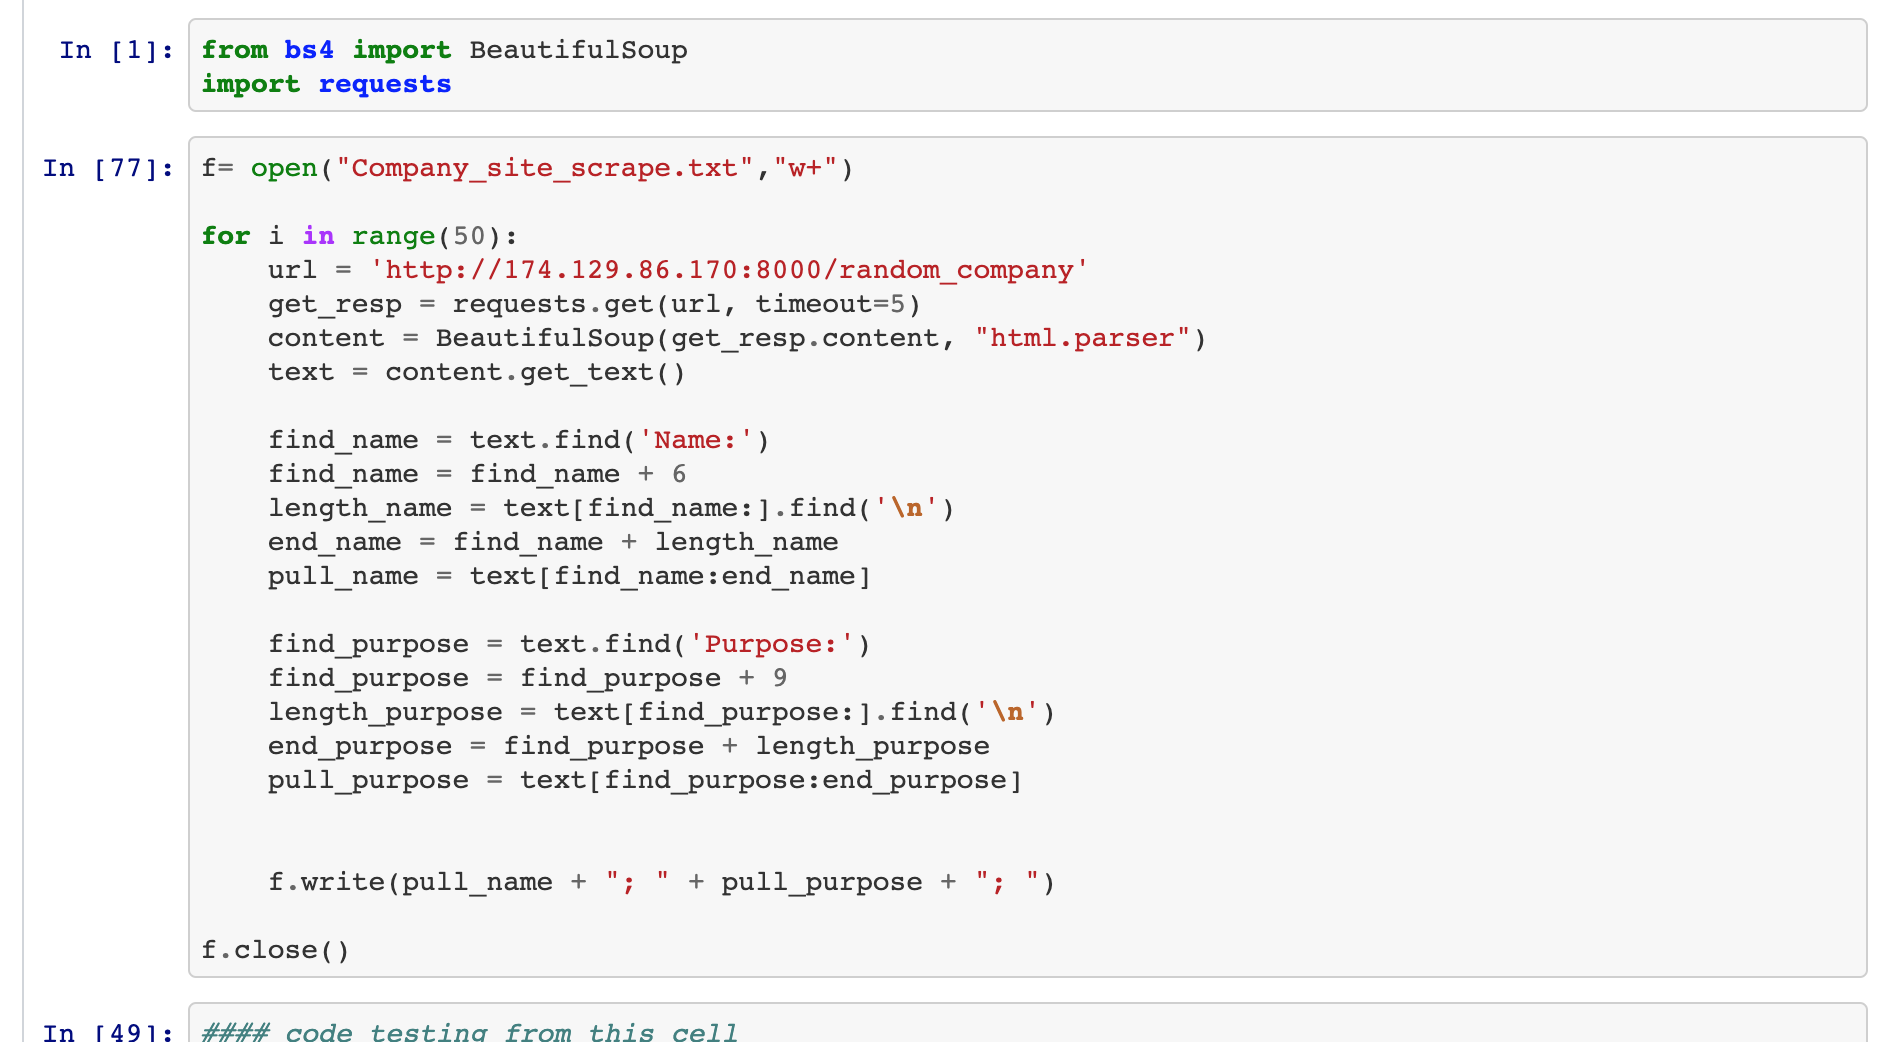 In [1]: from bs4 import BeautifulSoup
import requests
In [77]: f= open("Company_site_scrape.txt","w+")
for i in range(50):
    url = 'http://174.129.86.170:8000/random_company'
    get_resp = requests.get(url, timeout=5)
    content = BeautifulSoup(get_resp.content, "html.parser")
    text = content.get_text()
    find_name = text.find('Name:')
    find_name = find_name + 6
    length_name = text[find_name:].find('\n')
    end_name = find_name + length_name
    pull_name = text[find_name:end_name]
    find_purpose = text.find('Purpose:')
    find_purpose = find_purpose + 9
    length_purpose = text[find_purpose:].find('\n')
    end_purpose = find_purpose + length_purpose
    pull_purpose = text[find_purpose:end_purpose]
    f.write(pull_name + "; " + pull_purpose + "; ")
f.close()
In [49]: #### code testing from this cell